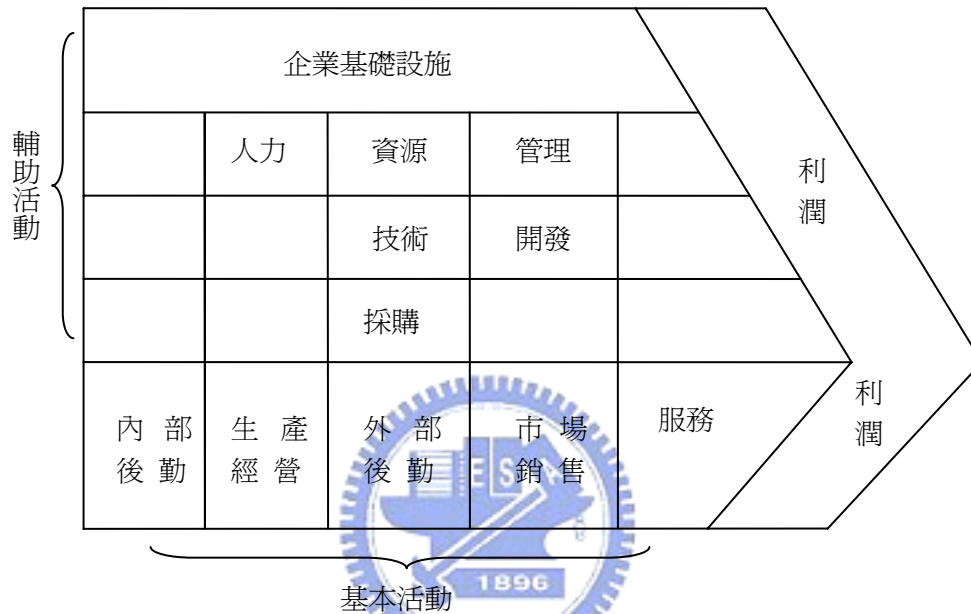 企業基礎設施
輔助活動
人力 資源 管理
利潤
技術 開發
採購
內部後勤
生產經營
外部後勤
市場銷售
服務
利潤
ES
1896
基本活動